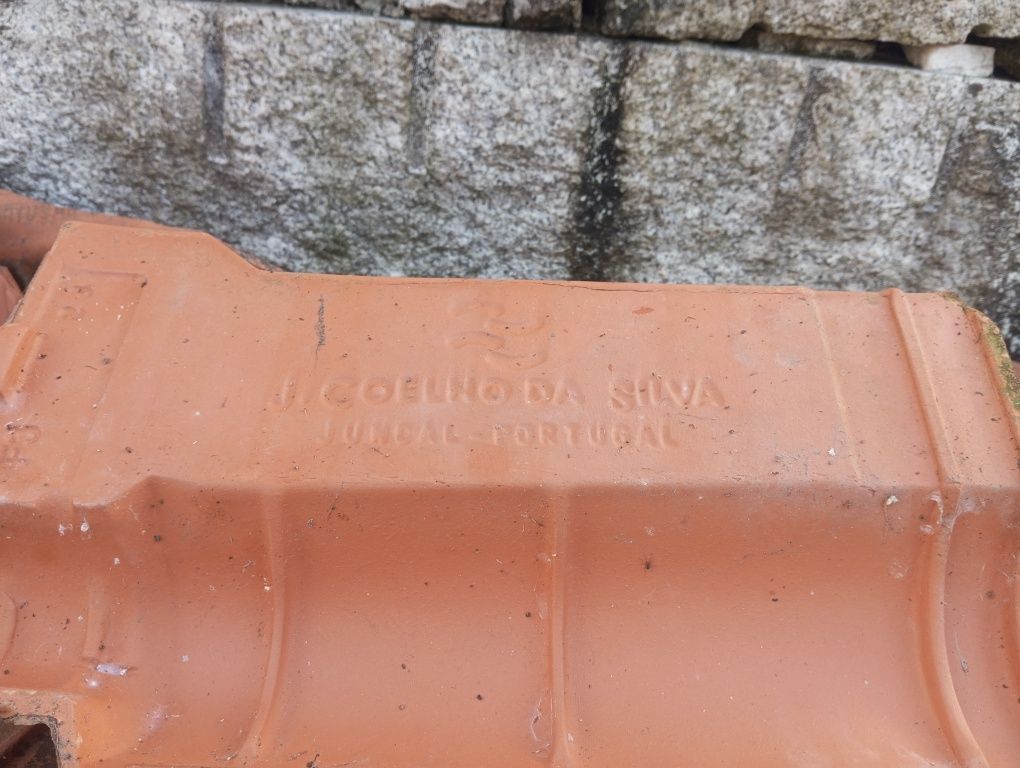 J. COELHO DA SILVA
JUNCAL - PORTUGAL